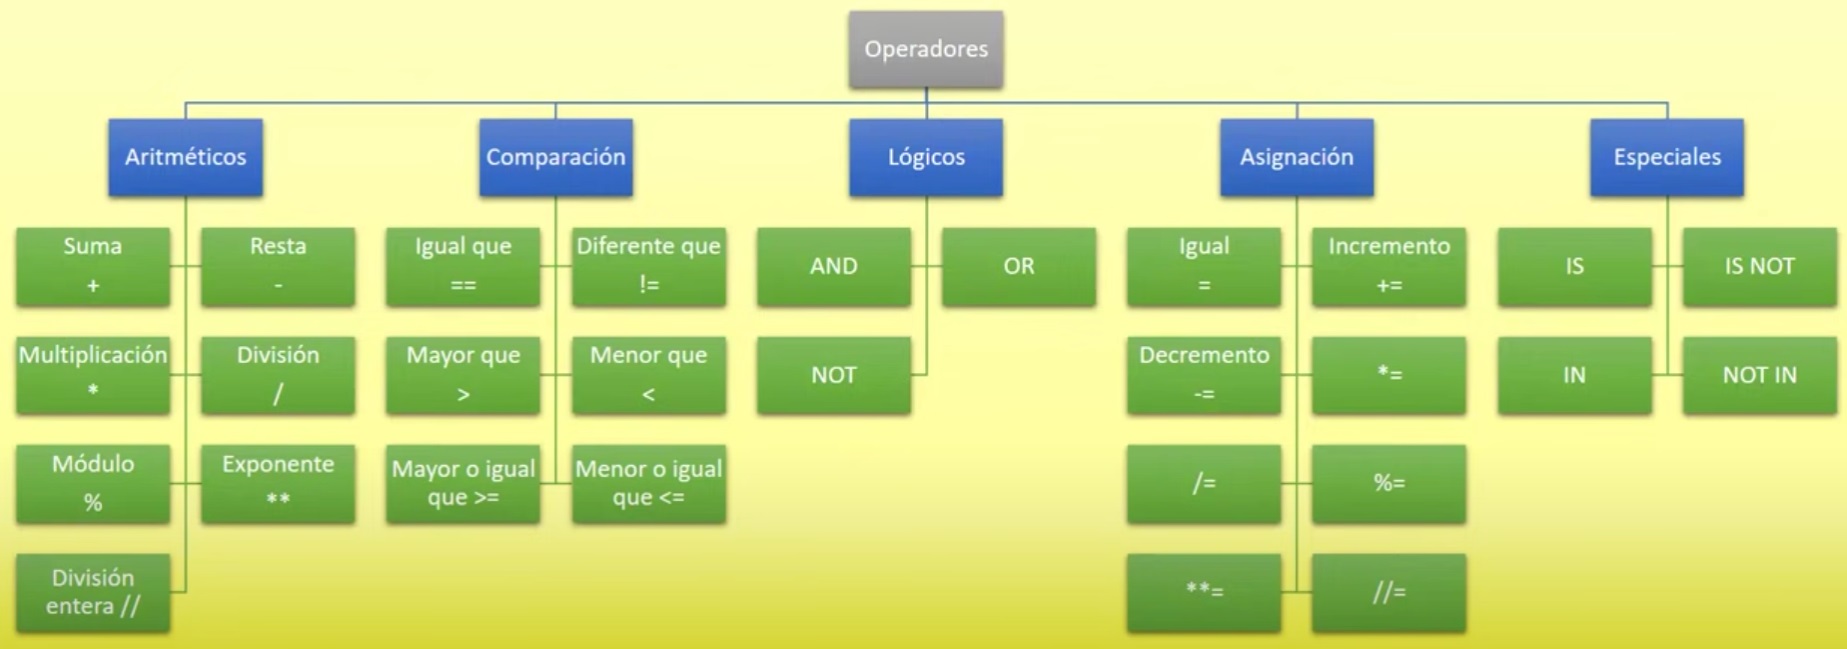 Operadores
Aritméticos
Suma
+
Resta
-
Multiplicación
*
División
/
Módulo
%
Exponente
**
División
entera //
Comparación
Igual que
==
Diferente que
!=
Mayor que
>
Menor que
<
Mayor o igual
que >=
Menor o igual
que <=
Lógicos
AND
OR
NOT
Asignación
Igual
=
Incremento
+=
Decremento
-=
*=
/=
%=
**=
//=
Especiales
IS
IS NOT
IN
NOT IN